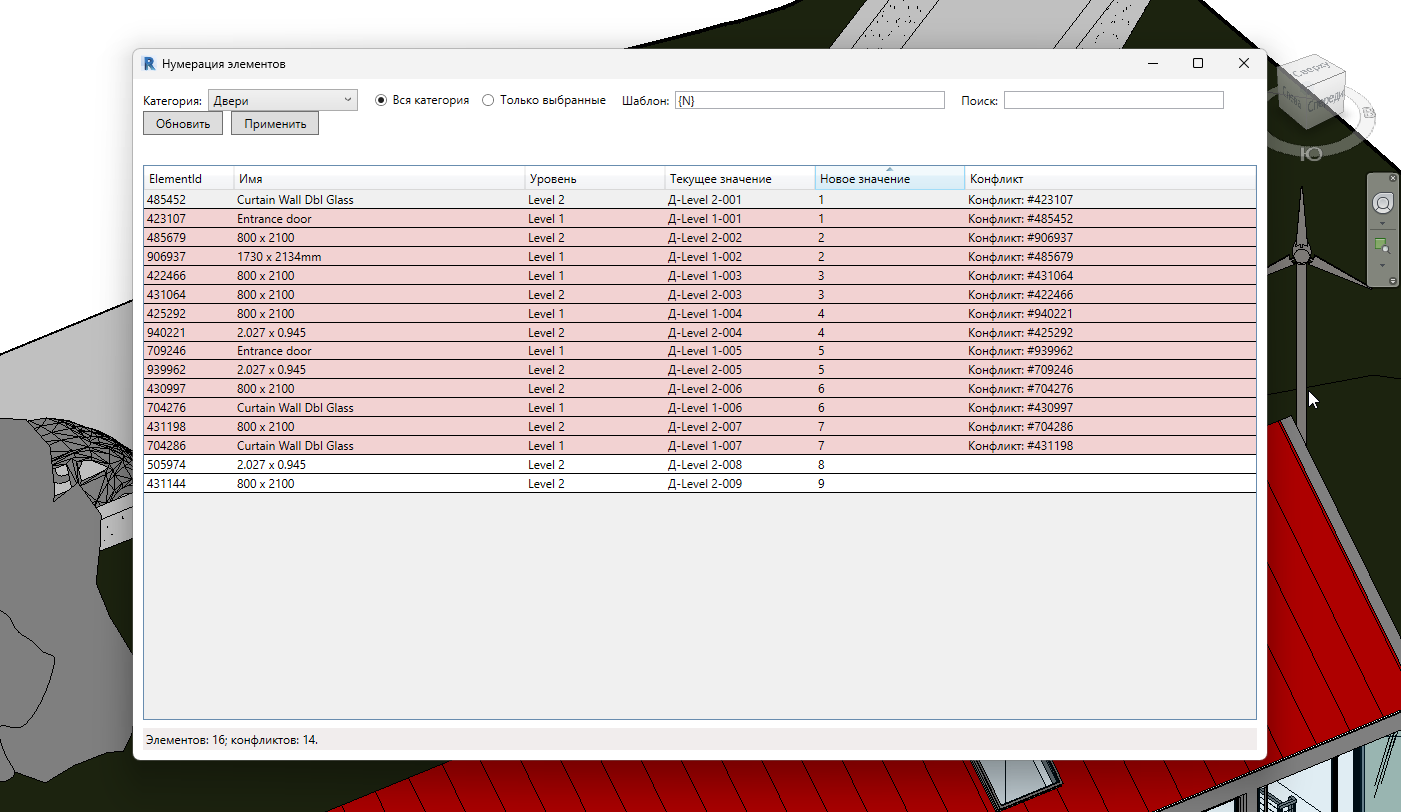 Нумерация элементов
Категория: Двери Вся категория Только выбранные Шаблон: {N} Поиск:
Обновить Применить
ElementId Имя Уровень Текущее значение Новое значение Конфликт
485452 Curtain Wall Dbl Glass Level 2 Д-Level 2-001 1 Конфликт: #423107
423107 Entrance door Level 1 Д-Level 1-001 1 Конфликт: #485452
485679 800 x 2100 Level 2 Д-Level 2-002 2 Конфликт: #906937
906937 1730 x 2134mm Level 1 Д-Level 1-002 2 Конфликт: #485679
422466 800 x 2100 Level 1 Д-Level 1-003 3 Конфликт: #431064
431064 800 x 2100 Level 2 Д-Level 2-003 3 Конфликт: #422466
425292 800 x 2100 Level 1 Д-Level 1-004 4 Конфликт: #940221
940221 2.027 x 0.945 Level 2 Д-Level 2-004 4 Конфликт: #425292
709246 Entrance door Level 1 Д-Level 1-005 5 Конфликт: #939962
939962 2.027 x 0.945 Level 2 Д-Level 2-005 5 Конфликт: #709246
430997 800 x 2100 Level 2 Д-Level 2-006 6 Конфликт: #704276
704276 Curtain Wall Dbl Glass Level 1 Д-Level 1-006 6 Конфликт: #430997
431198 800 x 2100 Level 2 Д-Level 2-007 7 Конфликт: #704286
704286 Curtain Wall Dbl Glass Level 1 Д-Level 1-007 7 Конфликт: #431198
505974 2.027 x 0.945 Level 2 Д-Level 2-008 8
431144 800 x 2100 Level 2 Д-Level 2-009 9
Элементов: 16; конфликтов: 14.
Сверху
Слева Спереди
В
Ю